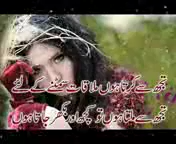 تجھ سے کرتا ہوں ملاقات سمٹنے کے لئے
تجھ سے ملتا ہوں تو کچھ اور بکھر جاتا ہوں